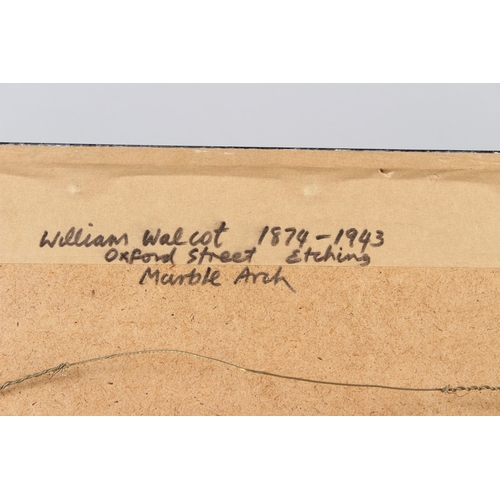 William Walcot 1874-1943
Oxford Street Etching
Marble Arch